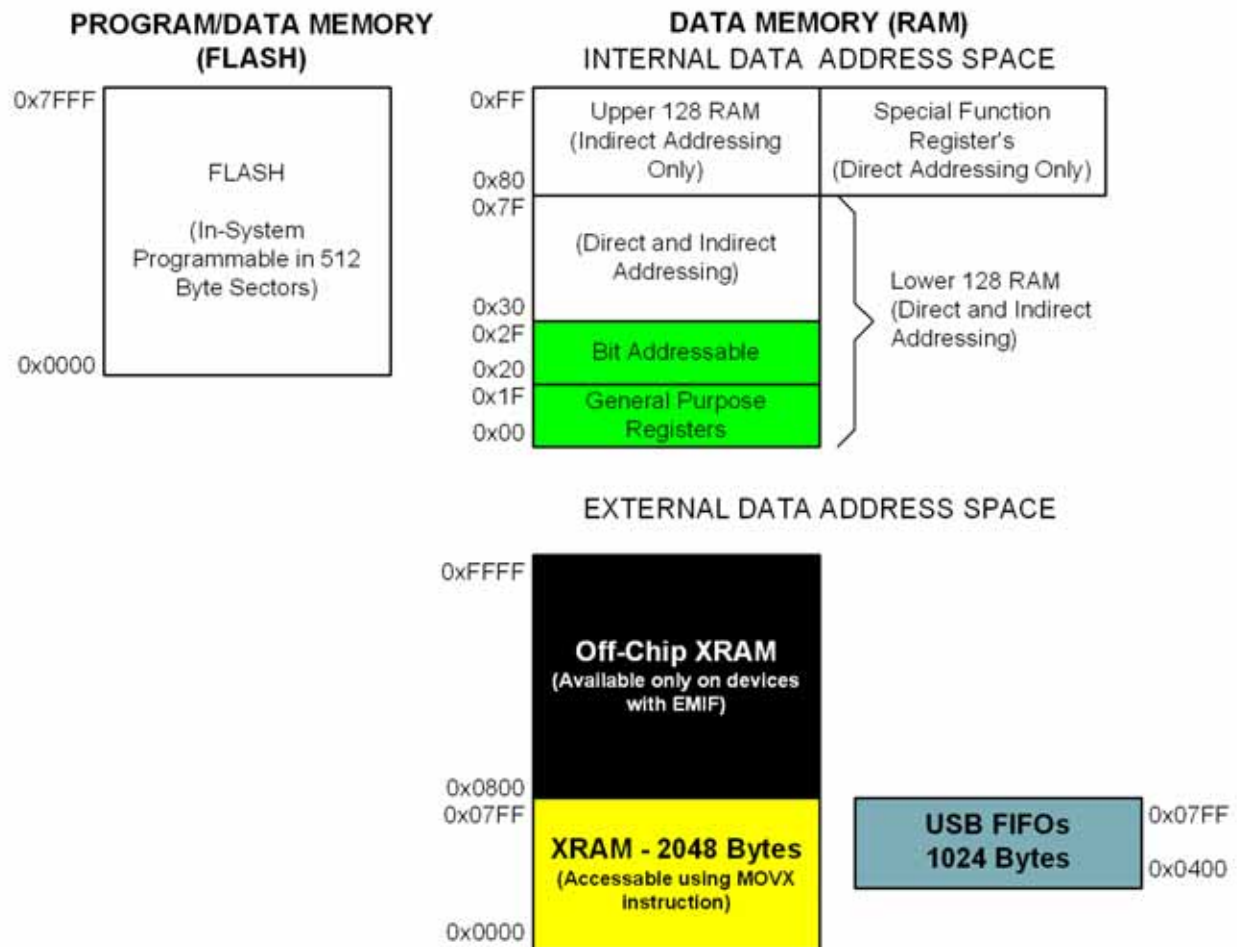 PROGRAM/DATA MEMORY
(FLASH)
0x7FFF
FLASH
(In-System
Programmable in 512
Byte Sectors)
0x0000
DATA MEMORY (RAM)
INTERNAL DATA ADDRESS SPACE
0xFF
Upper 128 RAM
(Indirect Addressing
Only)
0x80
Special Function
Register's
(Direct Addressing Only)
0x7F
(Direct and Indirect
Addressing)
0x30
Lower 128 RAM
(Direct and Indirect
Addressing)
0x2F
Bit Addressable
0x20
0x1F
General Purpose
Registers
0x00
EXTERNAL DATA ADDRESS SPACE
0xFFFF
Off-Chip XRAM
(Available only on devices
with EMIF)
0x0800
0x07FF
XRAM - 2048 Bytes
(Accessable using MOVX
instruction)
0x0000
USB FIFOs
1024 Bytes
0x07FF
0x0400